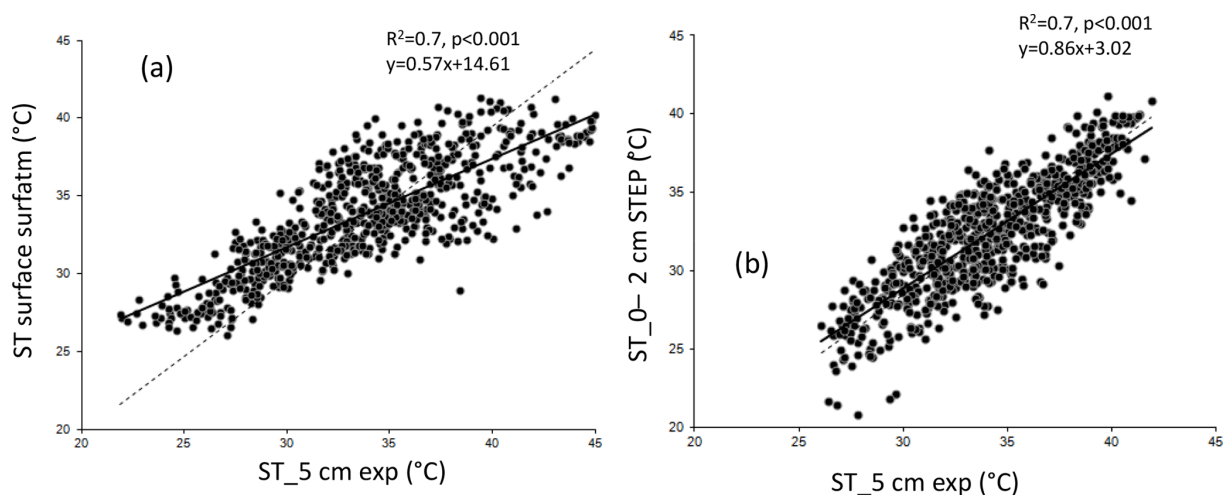 (a)
R²=0.7, p<0.001
y=0.57x+14.61
ST surface surfatm (°C)
45
40
35
30
25
20
20 25 30 35 40 45
ST_5 cm exp (°C)
(b)
R²=0.7, p<0.001
y=0.86x+3.02
ST_0– 2 cm STEP (°C)
45
40
35
30
25
20
20 25 30 35 40 45
ST_5 cm exp (°C)